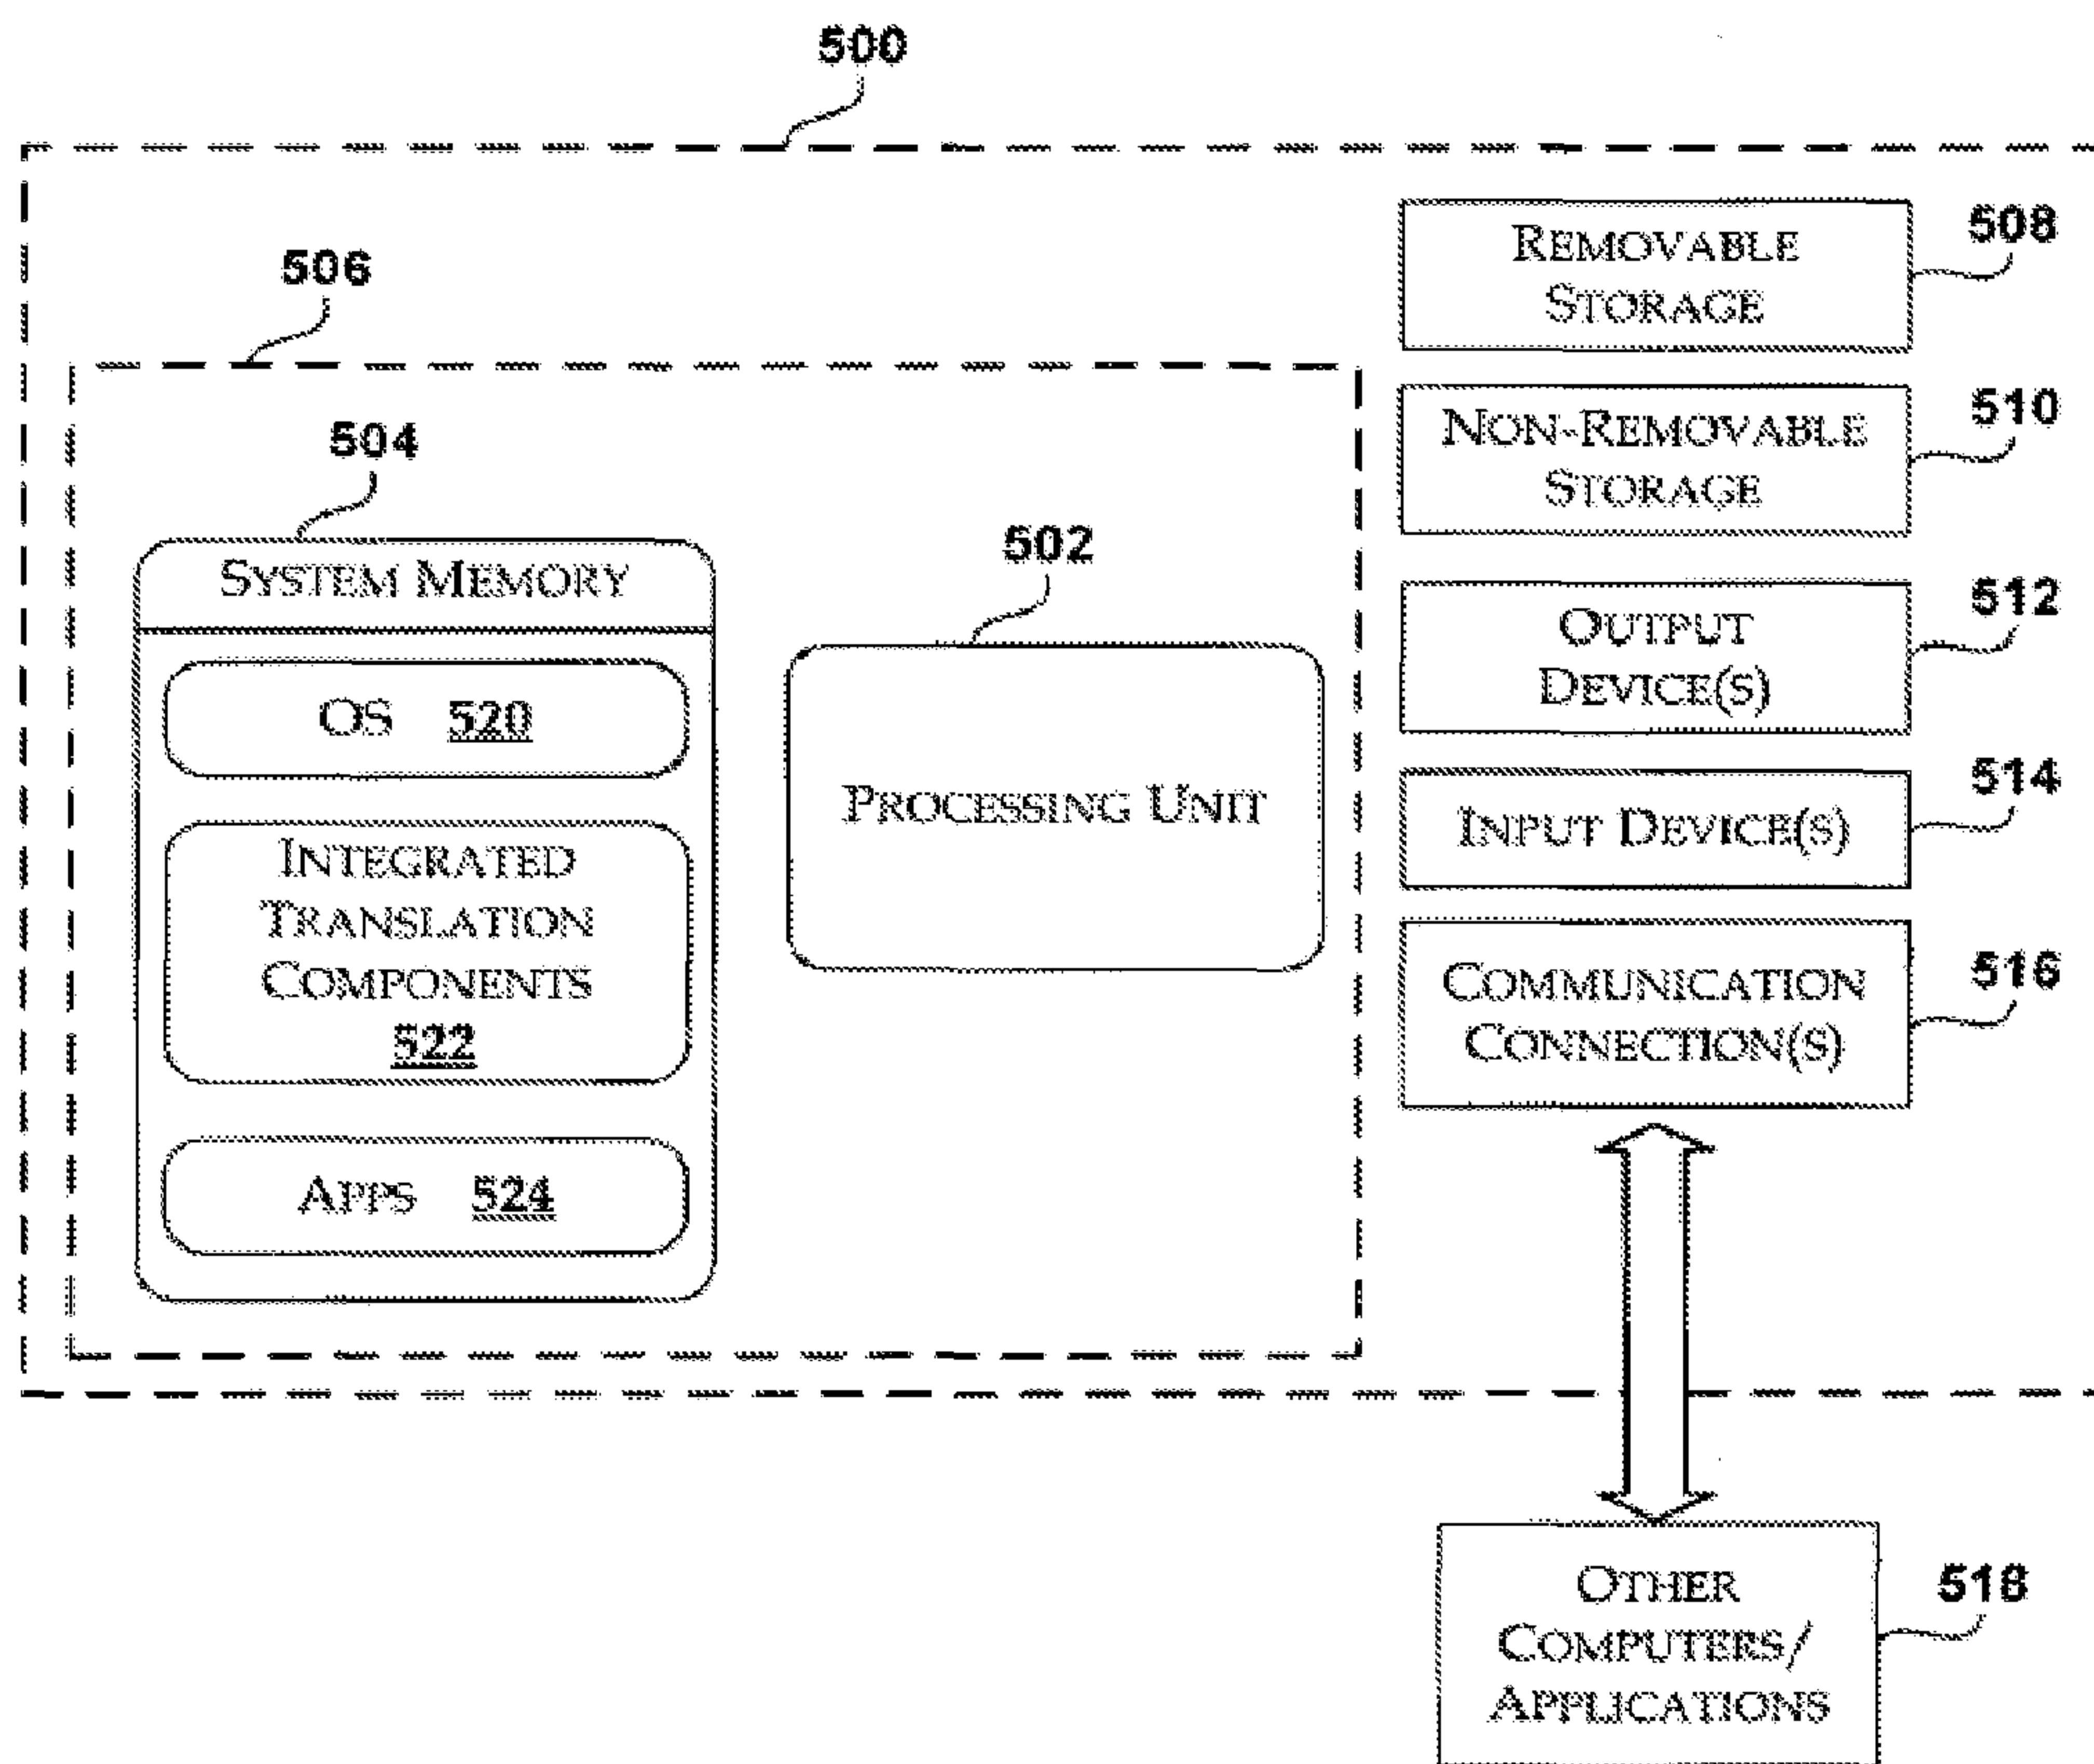 500
506
504
SYSTEM MEMORY
OS 520
INTEGRATED
TRANSLATION
COMPONENTS
522
APPS 524
502
PROCESSING UNIT
REMOVABLE
STORAGE
508
NON-REMOVABLE
STORAGE
510
OUTPUT
DEVICE(S)
512
INPUT DEVICE(S)
514
COMMUNICATION
CONNECTION(S)
516
OTHER
COMPUTERS/
APPLICATIONS
518